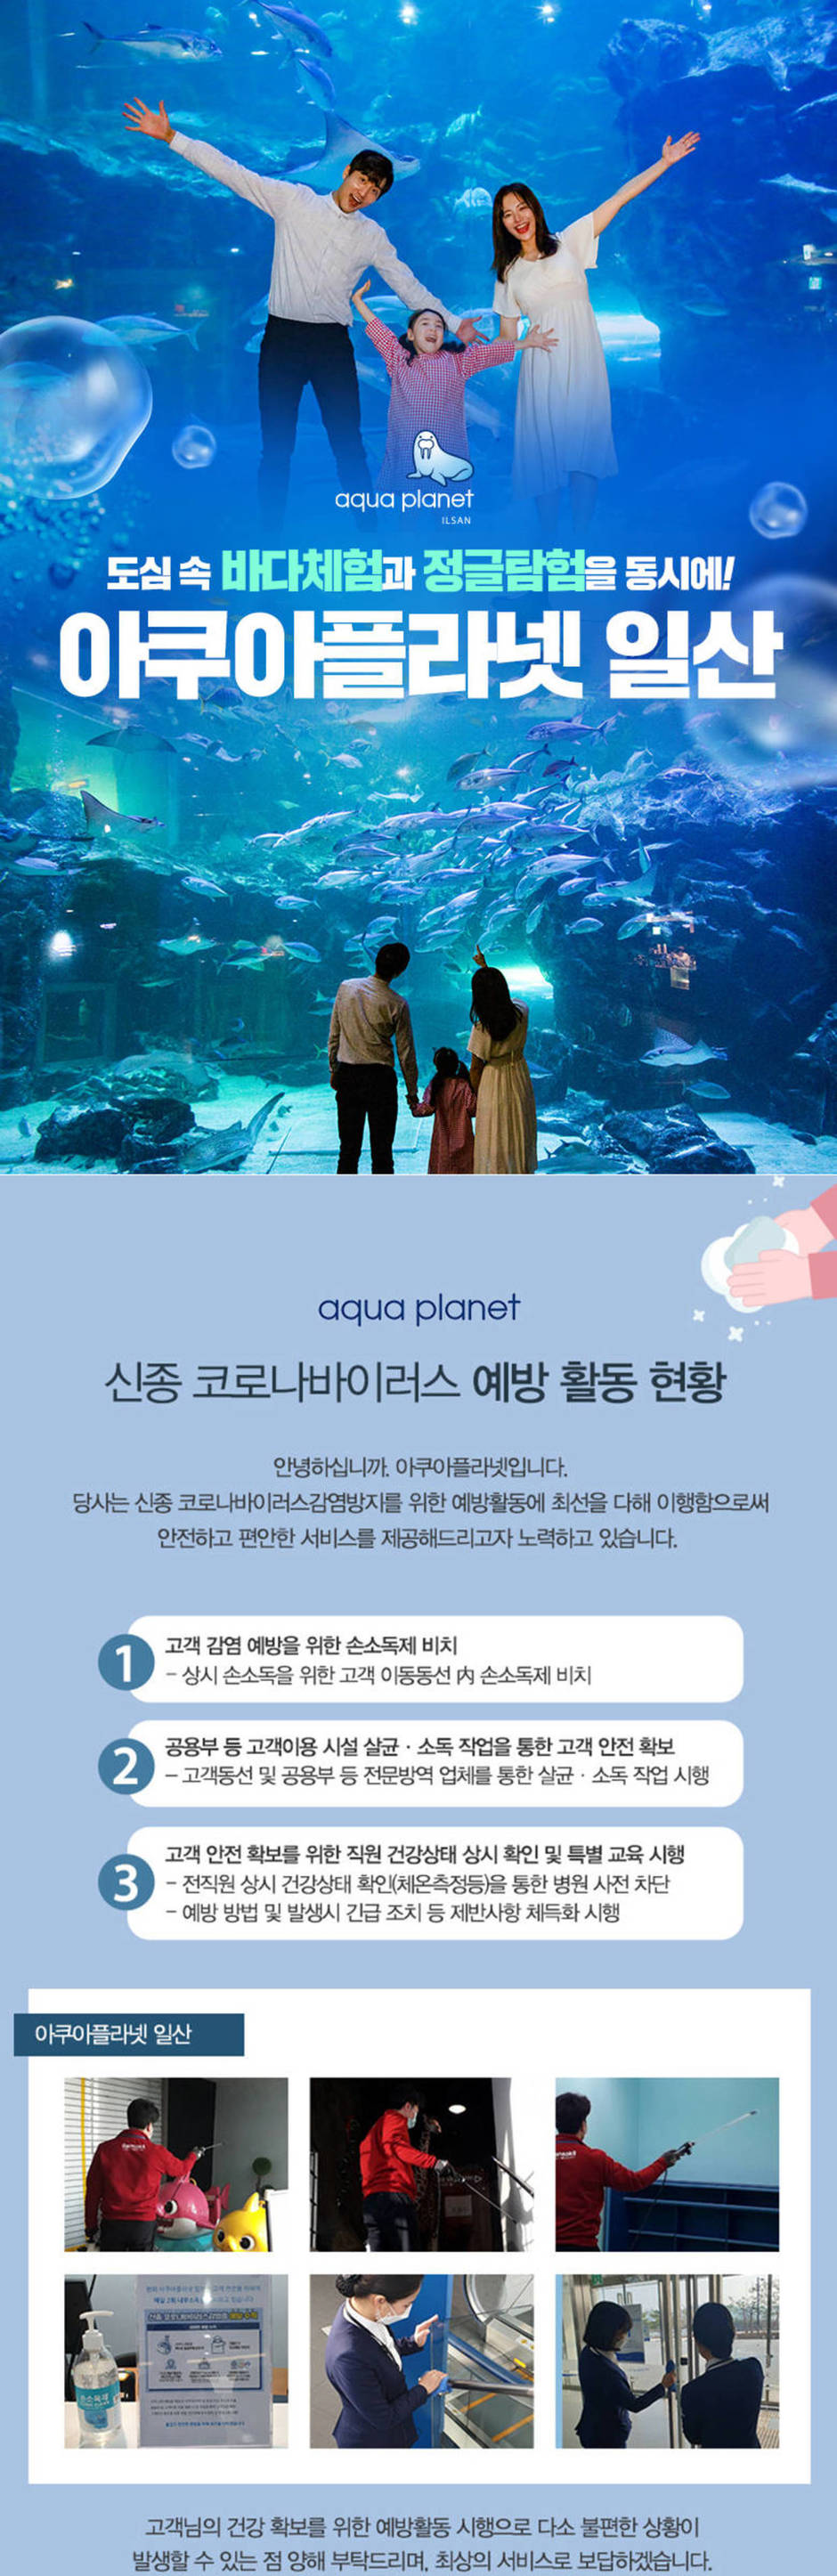 aqua planet
ILSAN
도심 속 바다체험과 정글탐험을 동시에!
아쿠아플라넷 일산
aqua planet
신종 코로나바이러스 예방 활동 현황
안녕하십니까. 아쿠아플라넷입니다.
당사는 신종 코로나바이러스감염방지를 위한 예방활동에 최선을 다해 이행함으로써
안전하고 편안한 서비스를 제공해드리고자 노력하고 있습니다.
1
고객 감염 예방을 위한 손소독제 비치
- 상시 손소독을 위한 고객 이동동선 內 손소독제 비치
2
공용부 등 고객이용 시설 살균 · 소독 작업을 통한 고객 안전 확보
- 고객동선 및 공용부 등 전문방역 업체를 통한 살균 · 소독 작업 시행
3
고객 안전 확보를 위한 직원 건강상태 상시 확인 및 특별 교육 시행
- 전직원 상시 건강상태 확인(체온측정등)을 통한 병원 사전 차단
- 예방 방법 및 발생시 긴급 조치 등 제반사항 체득화 시행
아쿠아플라넷 일산
손소독제
고객님의 건강 확보를 위한 예방활동 시행으로 다소 불편한 상황이
발생할 수 있는 점 양해 부탁드리며, 최상의 서비스로 보답하겠습니다.